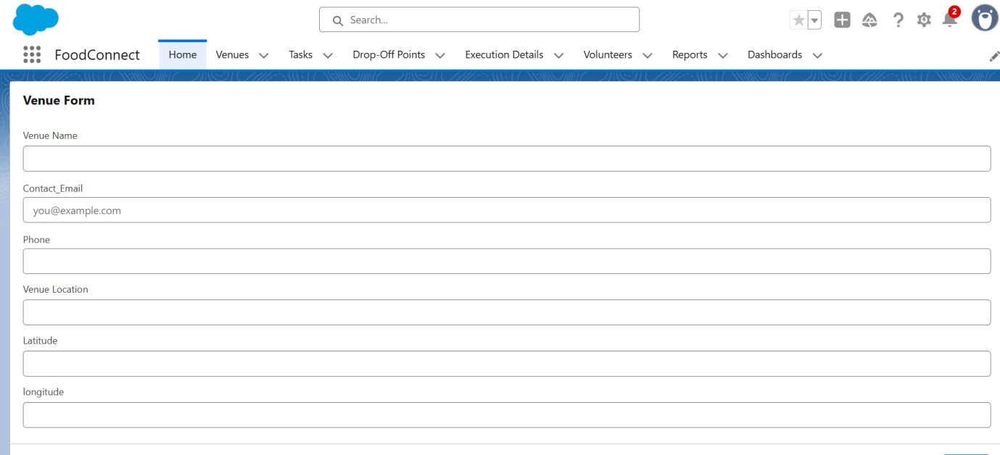 Search...
2
FoodConnect Home Venues Tasks Drop-Off Points Execution Details Volunteers Reports Dashboards
Venue Form
Venue Name
Contact_Email
you@example.com
Phone
Venue Location
Latitude
longitude